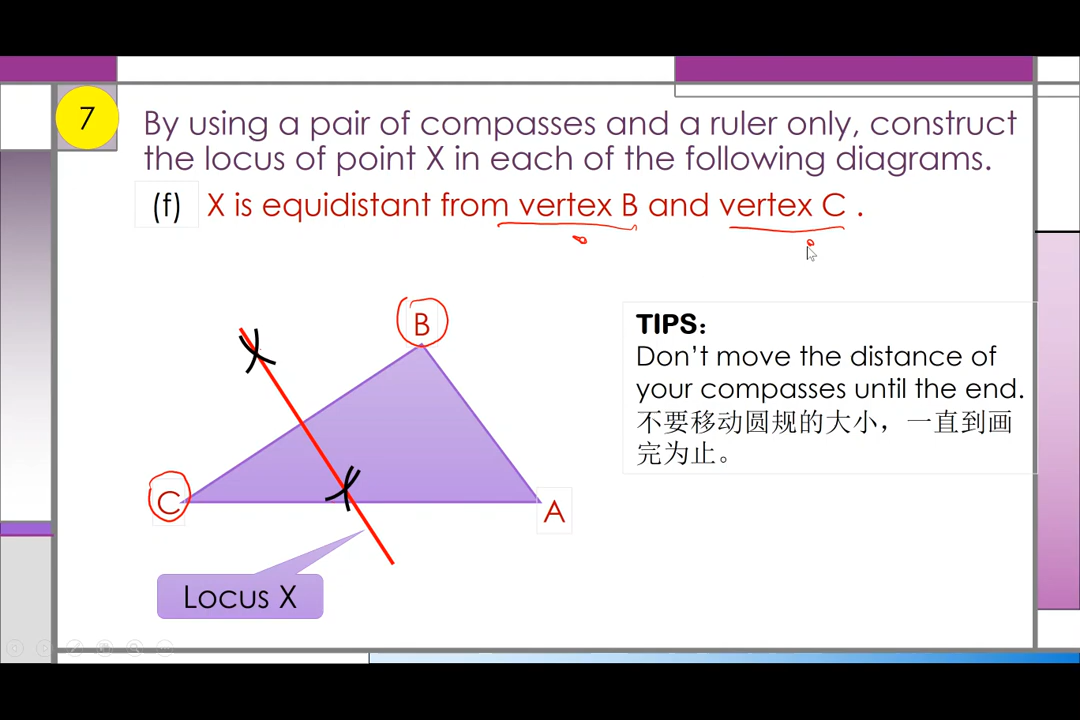 7
By using a pair of compasses and a ruler only, construct
the locus of point X in each of the following diagrams.
(f) X is equidistant from vertex B and vertex C .
B
TIPS：
Don't move the distance of
your compasses until the end.
不要移动圆规的大小，一直到画
完为止。
C
A
Locus X